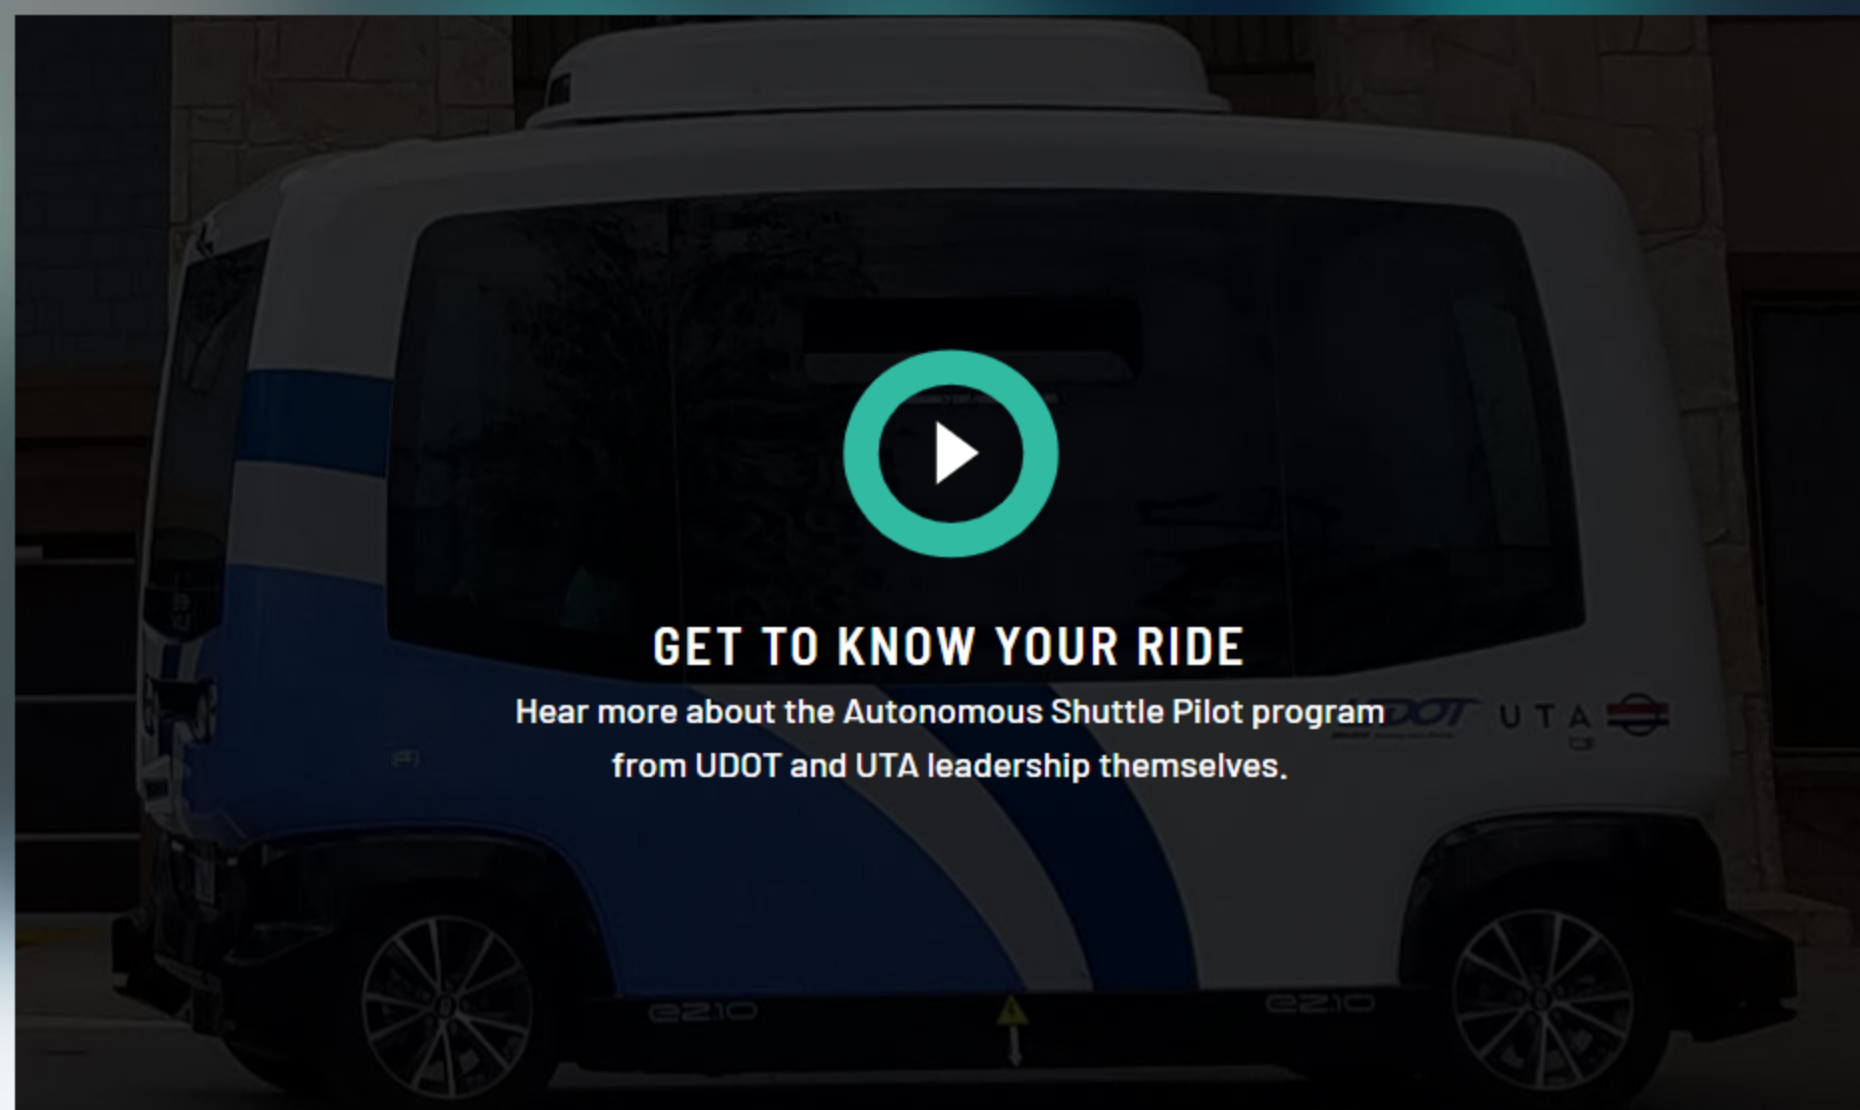 GET TO KNOW YOUR RIDE
Hear more about the Autonomous Shuttle Pilot program
from UDOT and UTA leadership themselves.
UDOT
UTA
ez10
ez10